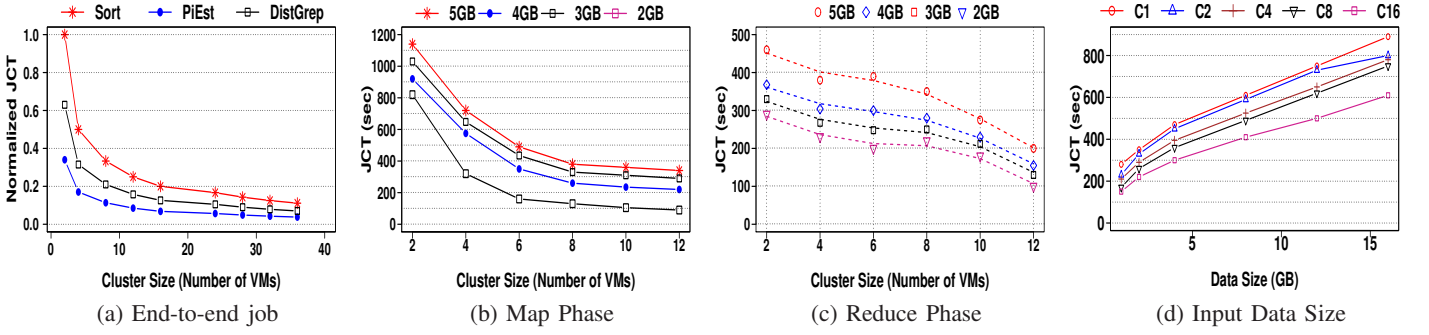 Sort PiEst DistGrep
Normalized JCT
1.0
0.8
0.6
0.4
0.2
0.0
0 10 20 30 40
Cluster Size (Number of VMs)
(a) End-to-end job
5GB 4GB 3GB 2GB
JCT (sec)
1200
1000
800
600
400
200
0
2 4 6 8 10 12
Cluster Size (Number of VMs)
(b) Map Phase
5GB 4GB 3GB 2GB
JCT (sec)
500
400
300
200
100
0
2 4 6 8 10 12
Cluster Size (Number of VMs)
(c) Reduce Phase
C1 C2 C4 C8 C16
JCT (sec)
800
600
400
200
0
5 10 15
Data Size (GB)
(d) Input Data Size